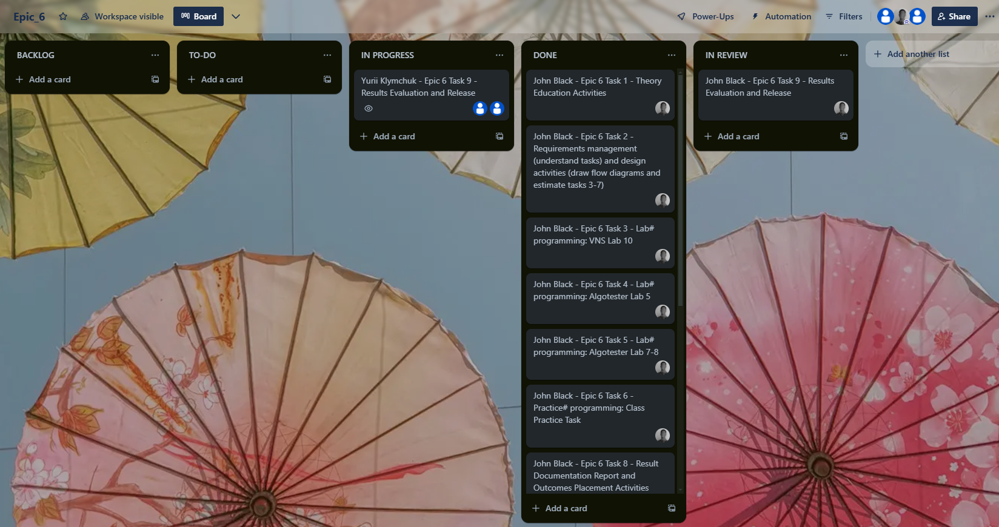 Epic_6
Workspace visible
Board
Power-Ups
Automation
Filters
Share
BACKLOG
Add a card
TO-DO
Add a card
IN PROGRESS
Yurii Klymchuk - Epic 6 Task 9 -
Results Evaluation and Release
Add a card
DONE
John Black - Epic 6 Task 1 - Theory
Education Activities
John Black - Epic 6 Task 2 -
Requirements management
(understand tasks) and design
activities (draw flow diagrams and
estimate tasks 3-7)
John Black - Epic 6 Task 3 - Lab#
programming: VNS Lab 10
John Black - Epic 6 Task 4 - Lab#
programming: Algotester Lab 5
John Black - Epic 6 Task 5 - Lab#
programming: Algotester Lab 7-8
John Black - Epic 6 Task 6 -
Practice# programming: Class
Practice Task
John Black - Epic 6 Task 8 - Result
Documentation Report and
Outcomes Placement Activities
Add a card
IN REVIEW
John Black - Epic 6 Task 9 - Results
Evaluation and Release
Add a card
Add another list